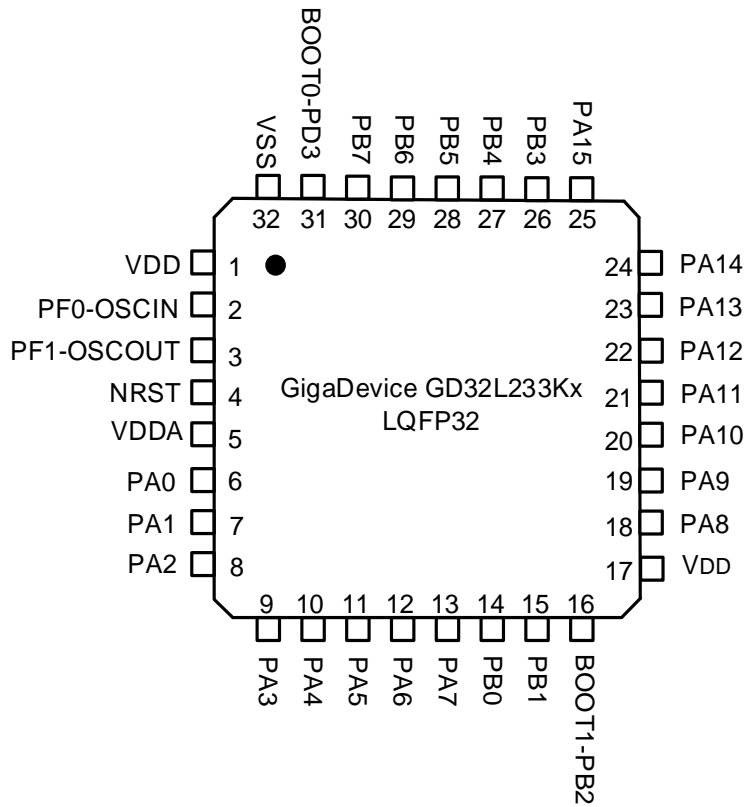 BOOT0-PD3
VSS
PB7
PB6
PB5
PB4
PB3
PA15
32
31
30
29
28
27
26
25
VDD
1
24
PA14
PF0-OSCIN
2
23
PA13
PF1-OSCOUT
3
22
PA12
NRST
4
GigaDevice GD32L233Kx
LQFP32
21
PA11
VDDA
5
20
PA10
PA0
6
19
PA9
PA1
7
18
PA8
PA2
8
17
VDD
9
10
11
12
13
14
15
16
PA3
PA4
PA5
PA6
PA7
PB0
PB1
BOOT1-PB2